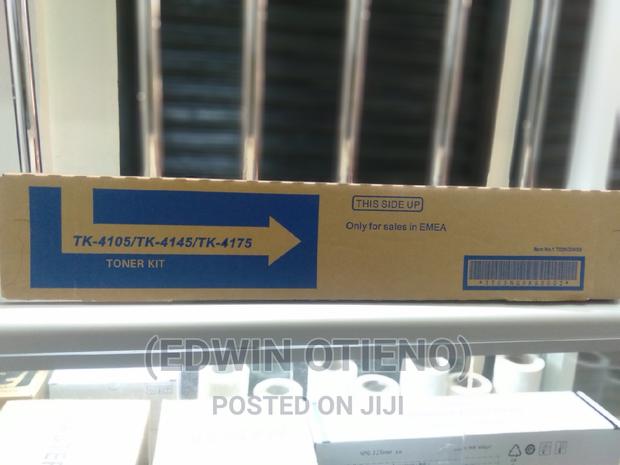 THIS SIDE UP
Only for sales in EMEA
TK-4105/TK-4145/TK-4175
TONER KIT
(EDWIN OTIENO)
POSTED ON JIJI